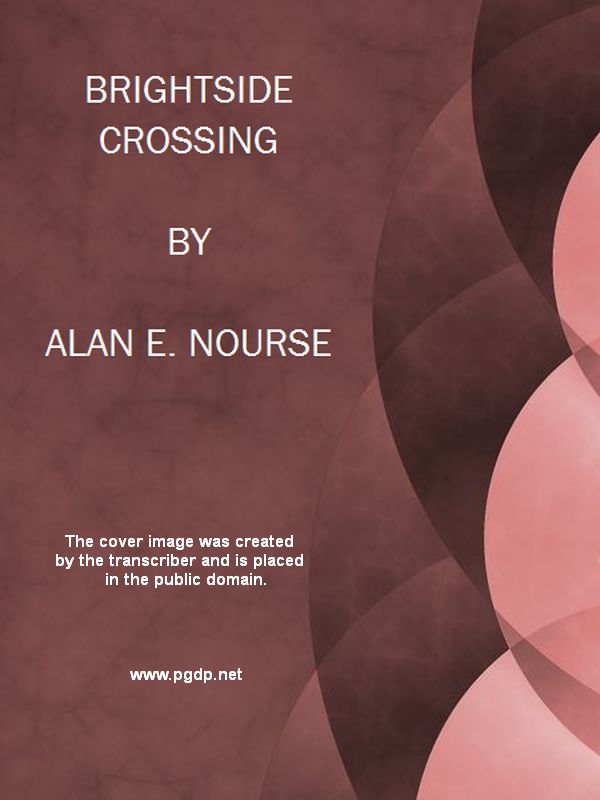 BRIGHTSIDE
CROSSING
BY
ALAN E. NOURSE
The cover image was created
by the transcriber and is placed
in the public domain.
www.pgdp.net